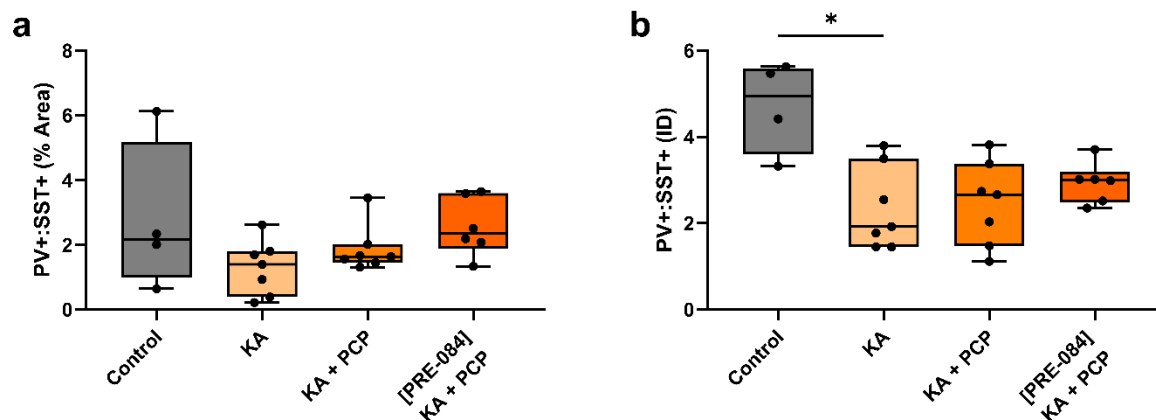 a
PV+:SST+ (% Area)
8
6
4
2
0
Control
KA
KA + PCP
[PRE-084]
KA + PCP
b
PV+:SST+ (ID)
6
4
2
0
*
Control
KA
KA + PCP
[PRE-084]
KA + PCP